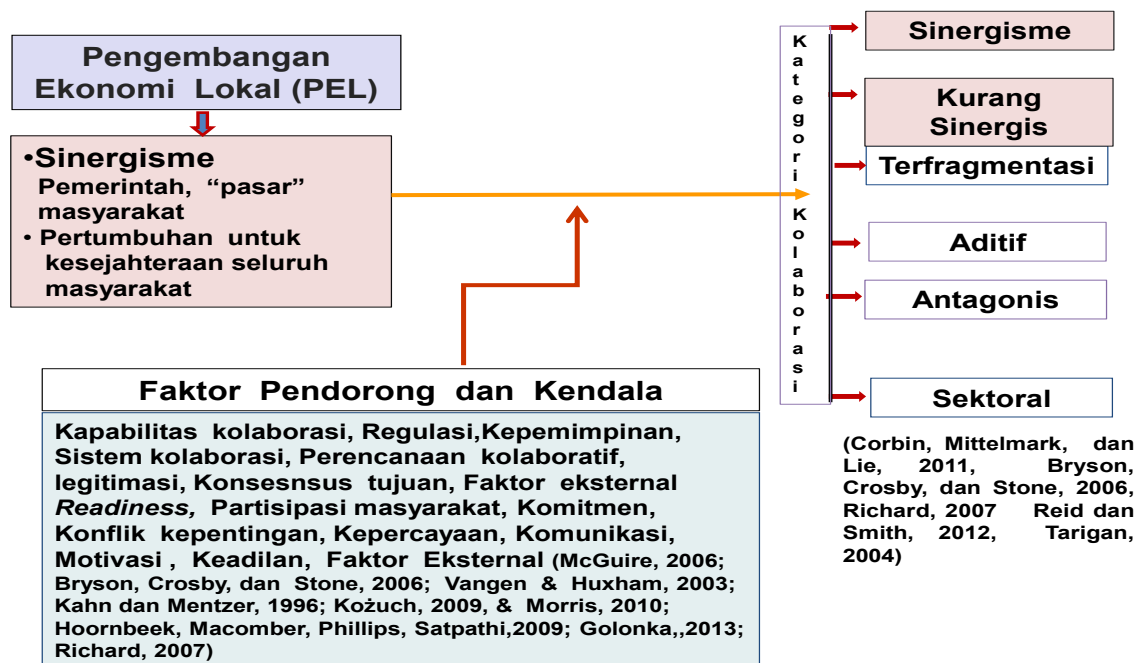 Pengembangan
Ekonomi Lokal (PEL)
•Sinergisme
Pemerintah, “pasar”
masyarakat
• Pertumbuhan untuk
kesejahteraan seluruh
masyarakat
Faktor Pendorong dan Kendala
Kapabilitas kolaborasi, Regulasi,Kepemimpinan,
Sistem kolaborasi, Perencanaan kolaboratif,
legitimasi, Konsesnsus tujuan, Faktor eksternal
Readiness, Partisipasi masyarakat, Komitmen,
Konflik kepentingan, Kepercayaan, Komunikasi,
Motivasi , Keadilan, Faktor Eksternal (McGuire, 2006;
Bryson, Crosby, dan Stone, 2006; Vangen & Huxham, 2003;
Kahn dan Mentzer, 1996; Kożuch, 2009, & Morris, 2010;
Hoornbeek, Macomber, Phillips, Satpathi,2009; Golonka,,2013;
Richard, 2007)
Kategori Kolaborasi
Sinergisme
Kurang
Sinergis
Terfragmentasi
Aditif
Antagonis
Sektoral
(Corbin, Mittelmark, dan
Lie, 2011, Bryson,
Crosby, dan Stone, 2006,
Richard, 2007 Reid dan
Smith, 2012, Tarigan,
2004)